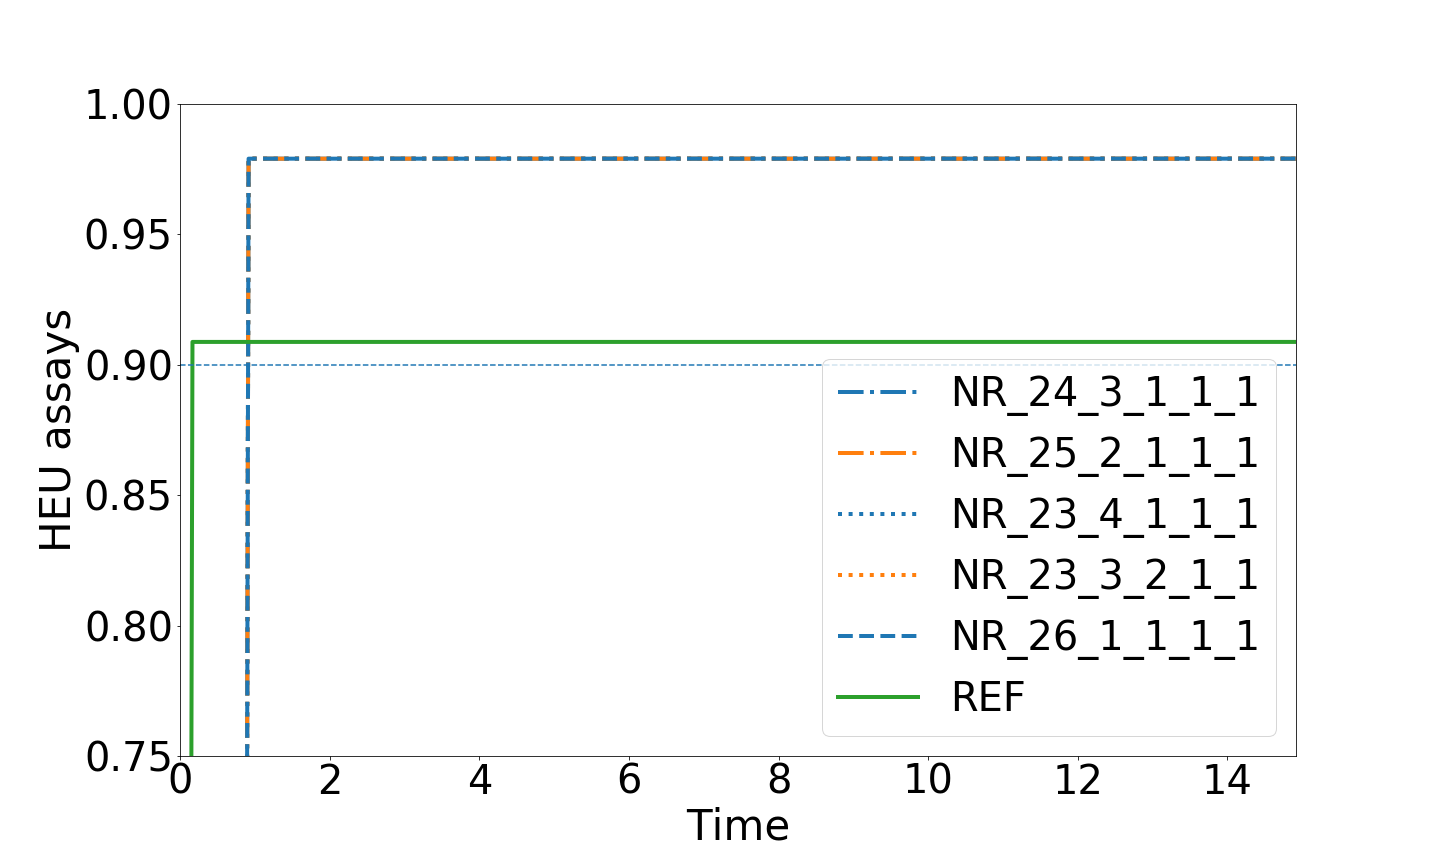 1.00
0.95
0.90
0.85
0.80
0.75
HEU assays
0 2 4 6 8 10 12 14
Time
NR_24_3_1_1_1
NR_25_2_1_1_1
NR_23_4_1_1_1
NR_23_3_2_1_1
NR_26_1_1_1_1
REF